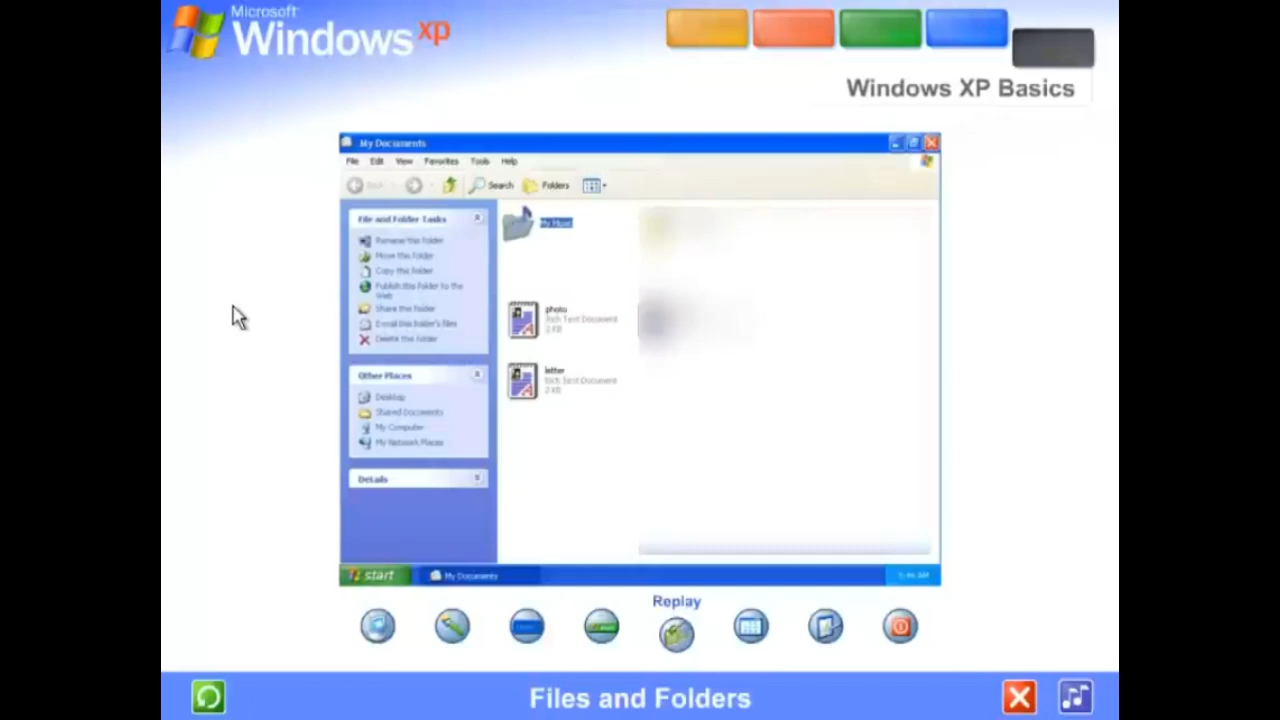 Microsoft
Windows xp
Windows XP Basics
My Documents
File Edit View Favorites Tools Help
Back Search Folders
File and Folder Tasks
Rename this folder
Move this folder
Copy this folder
Publish this folder to the
Web
Share this folder
E-mail this folder's files
Delete this folder
Other Places
Desktop
Shared Documents
My Computer
My Network Places
Details
My Music
photo
Rich Text Document
2 KB
letter
Rich Text Document
2 KB
start My Documents
Replay
Files and Folders